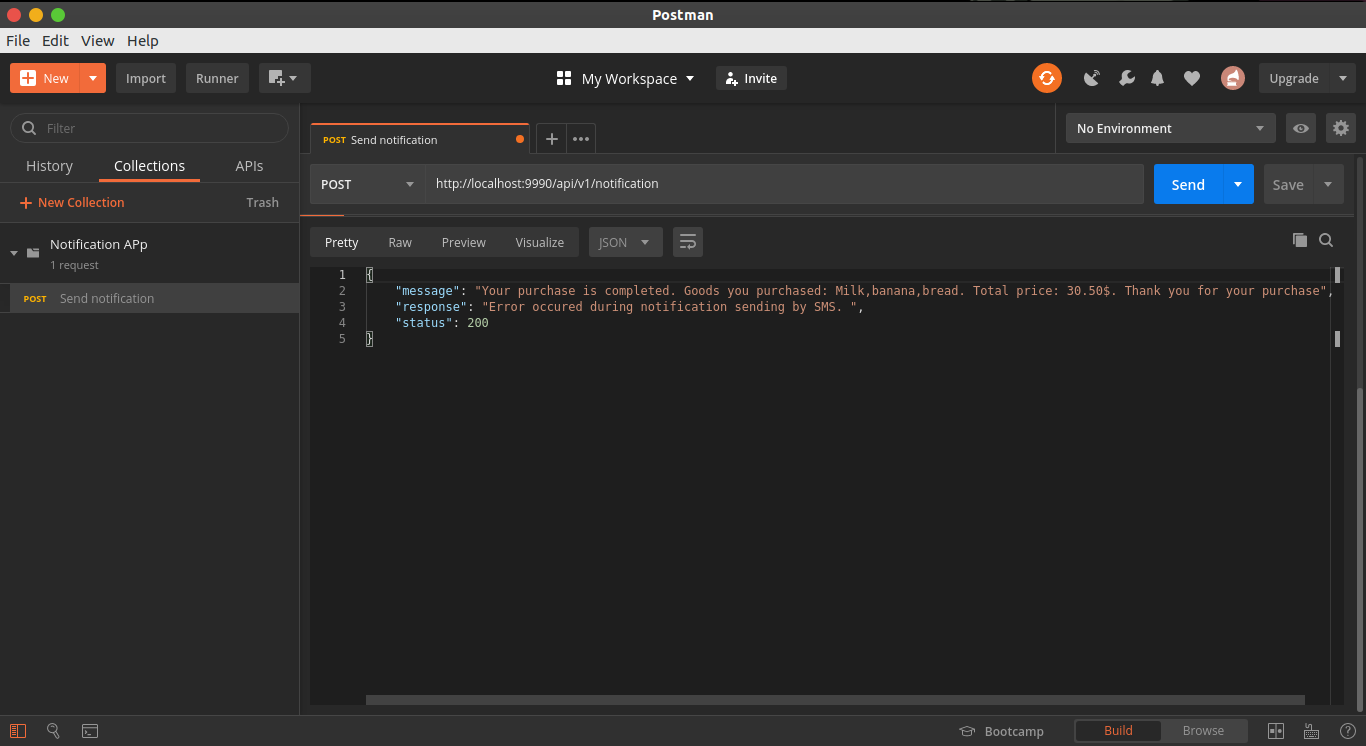 Postman
File Edit View Help
New Import Runner My Workspace Invite Upgrade
Filter
History Collections APIs
New Collection Trash
Notification APp
1 request
POST Send notification
POST Send notification
No Environment
POST http://localhost:9990/api/v1/notification Send Save
Pretty Raw Preview Visualize JSON
1 {
2 "message": "Your purchase is completed. Goods you purchased: Milk,banana,bread. Total price: 30.50$. Thank you for your purchase",
3 "response": "Error occured during notification sending by SMS. ",
4 "status": 200
5 }
Bootcamp Build Browse